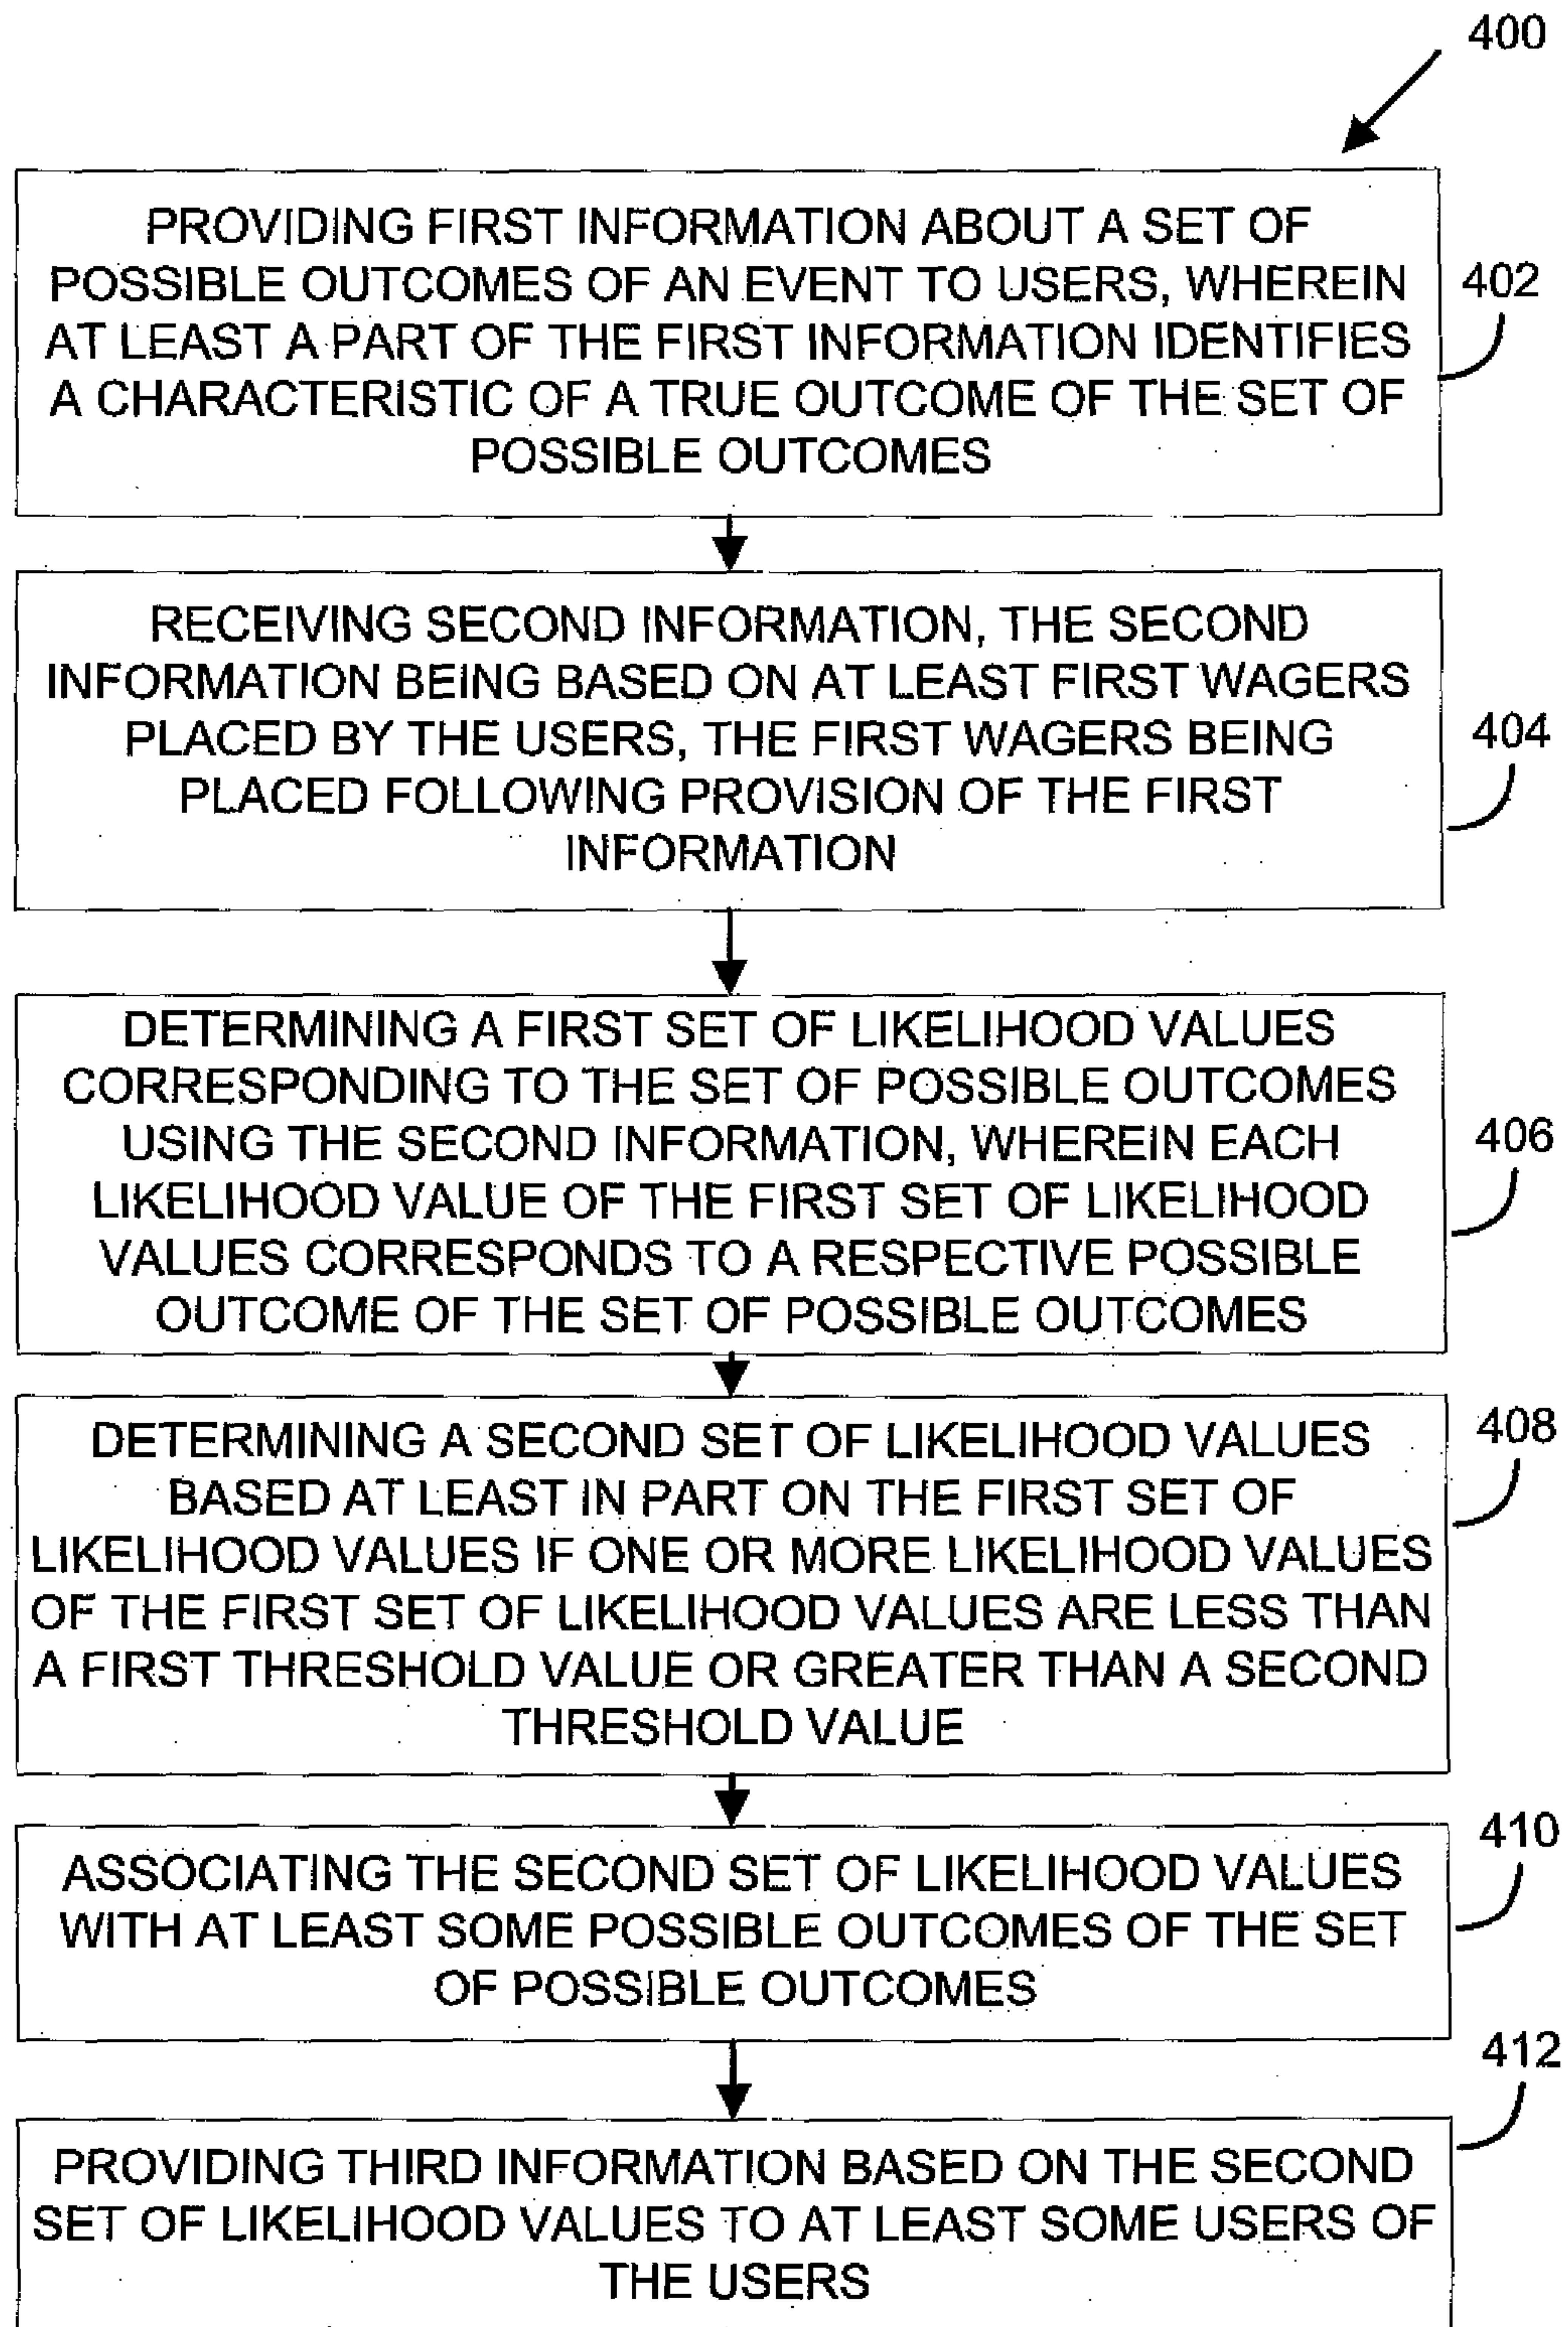 400
PROVIDING FIRST INFORMATION ABOUT A SET OF
POSSIBLE OUTCOMES OF AN EVENT TO USERS, WHEREIN
AT LEAST A PART OF THE FIRST INFORMATION IDENTIFIES
A CHARACTERISTIC OF A TRUE OUTCOME OF THE SET OF
POSSIBLE OUTCOMES
402
RECEIVING SECOND INFORMATION, THE SECOND
INFORMATION BEING BASED ON AT LEAST FIRST WAGERS
PLACED BY THE USERS, THE FIRST WAGERS BEING
PLACED FOLLOWING PROVISION OF THE FIRST
INFORMATION
404
DETERMINING A FIRST SET OF LIKELIHOOD VALUES
CORRESPONDING TO THE SET OF POSSIBLE OUTCOMES
USING THE SECOND INFORMATION, WHEREIN EACH
LIKELIHOOD VALUE OF THE FIRST SET OF LIKELIHOOD
VALUES CORRESPONDS TO A RESPECTIVE POSSIBLE
OUTCOME OF THE SET OF POSSIBLE OUTCOMES
406
DETERMINING A SECOND SET OF LIKELIHOOD VALUES
BASED AT LEAST IN PART ON THE FIRST SET OF
LIKELIHOOD VALUES IF ONE OR MORE LIKELIHOOD VALUES
OF THE FIRST SET OF LIKELIHOOD VALUES ARE LESS THAN
A FIRST THRESHOLD VALUE OR GREATER THAN A SECOND
THRESHOLD VALUE
408
ASSOCIATING THE SECOND SET OF LIKELIHOOD VALUES
WITH AT LEAST SOME POSSIBLE OUTCOMES OF THE SET
OF POSSIBLE OUTCOMES
410
PROVIDING THIRD INFORMATION BASED ON THE SECOND
SET OF LIKELIHOOD VALUES TO AT LEAST SOME USERS OF
THE USERS
412